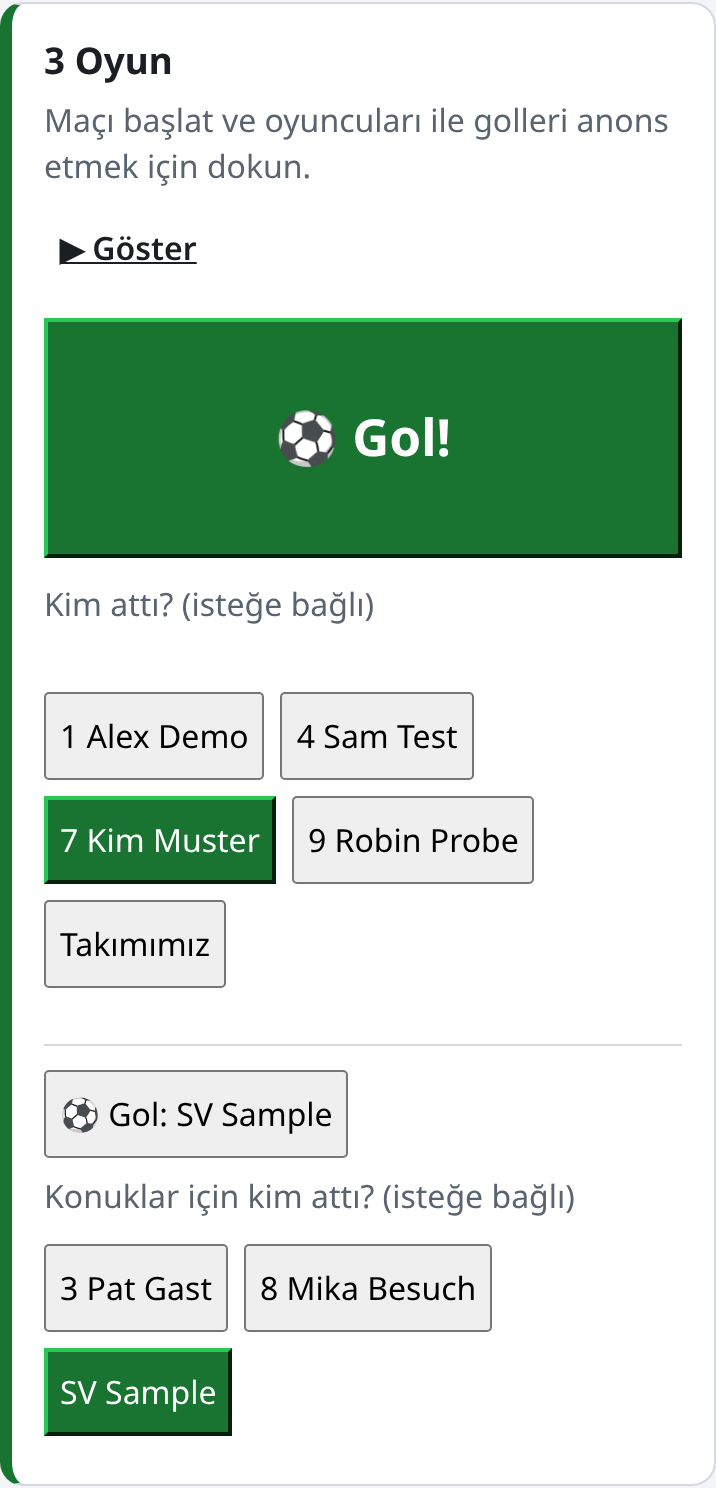 3 Oyun
Maçı başlat ve oyuncuları ile golleri anons
etmek için dokun.
▶ Göster
⚽ Gol!
Kim attı? (isteğe bağlı)
1 Alex Demo
4 Sam Test
7 Kim Muster
9 Robin Probe
Takımımız
⚽ Gol: SV Sample
Konuklar için kim attı? (isteğe bağlı)
3 Pat Gast
8 Mika Besuch
SV Sample